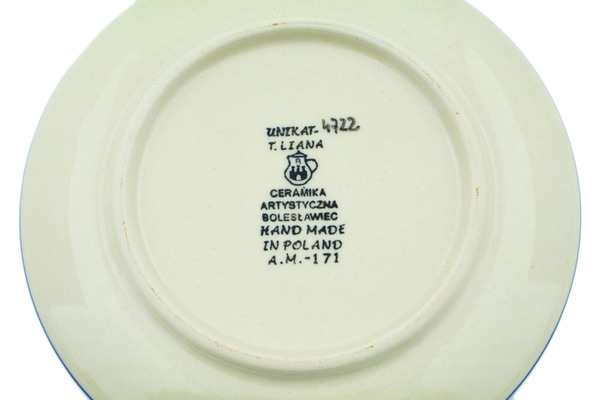 UNIKAT-4722
T. LIANA
CERAMIKA
ARTYSTYCZNA
BOLESŁAWIEC
HAND MADE
IN POLAND
A.M.-171